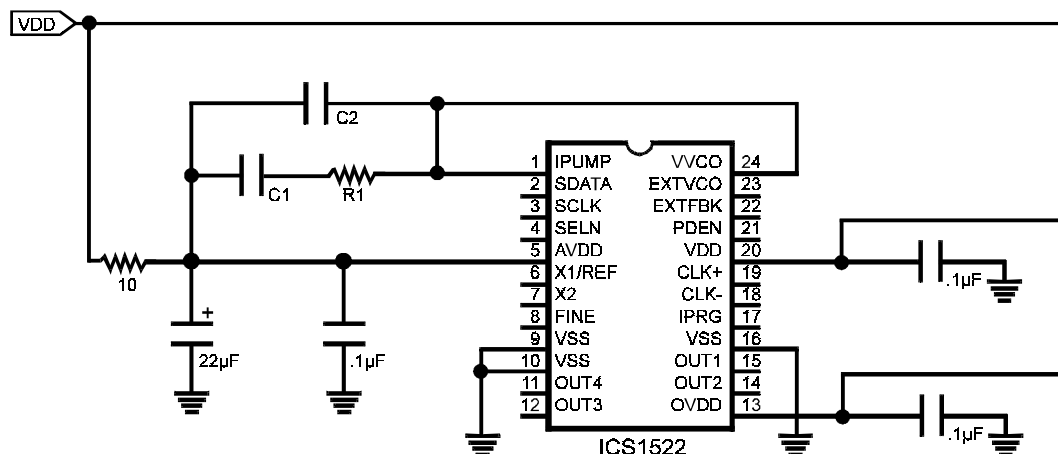 VDD
C2
C1
R1
10
22µF
+
.1µF
1 IPUMP
2 SDATA
3 SCLK
4 SELN
5 AVDD
6 X1/REF
7 X2
8 FINE
9 VSS
10 VSS
11 OUT4
12 OUT3
VVCO 24
EXTVCO 23
EXTFBK 22
PDEN 21
VDD 20
CLK+ 19
CLK- 18
IPRG 17
VSS 16
OUT1 15
OUT2 14
OVDD 13
ICS1522
.1µF
.1µF